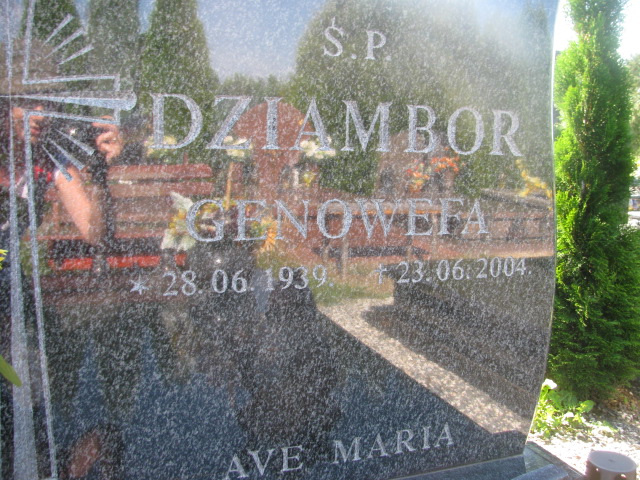 Ś.P.
DZIAMBOR
GENOWEFA
* 28.06.1939. † 23.06.2004.
AVE MARIA